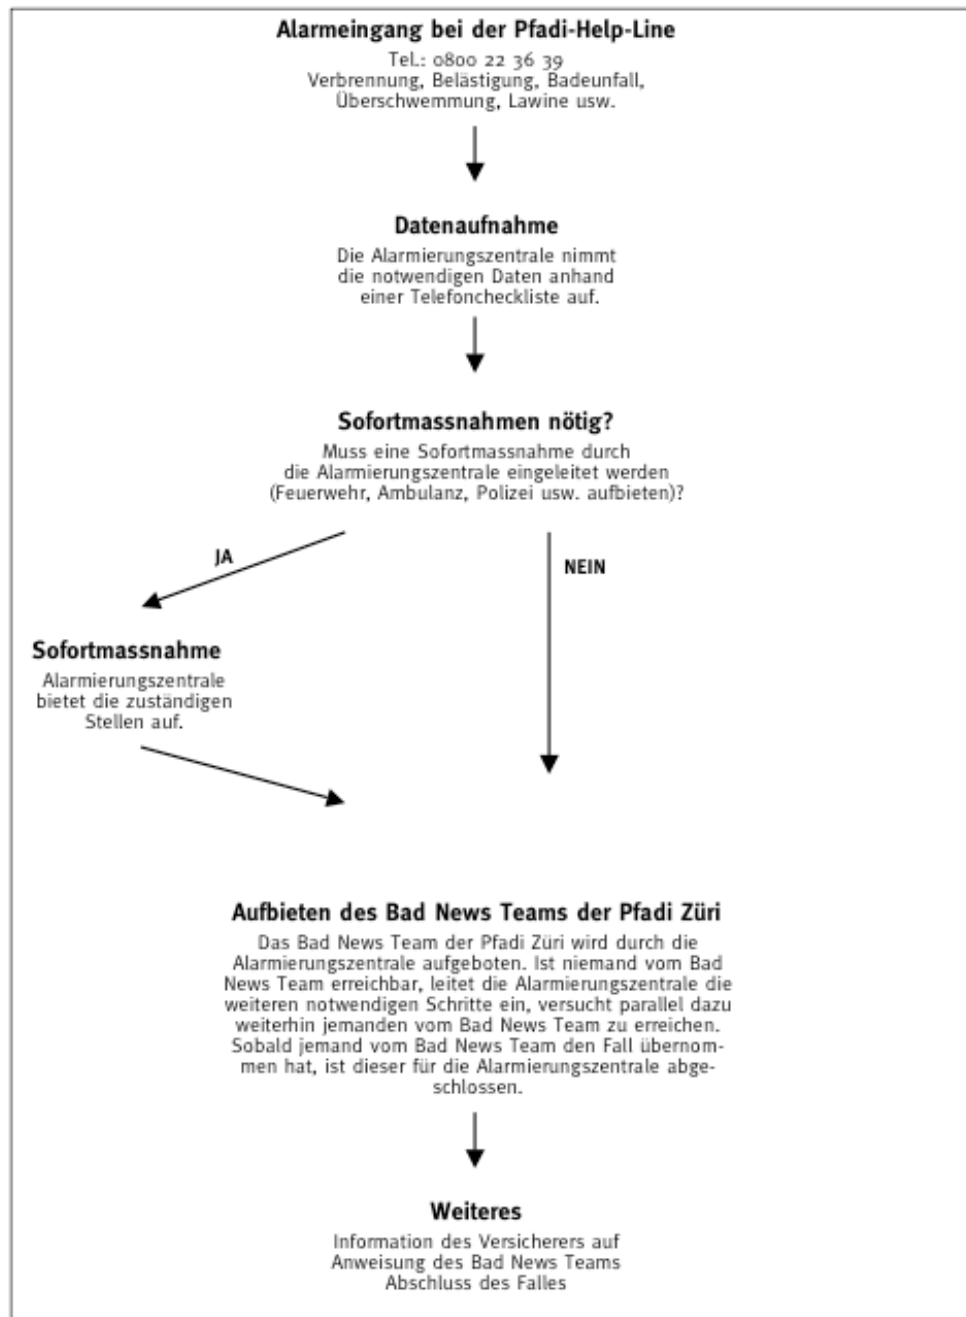 Alarmeingang bei der Pfadi-Help-Line
Tel.: 0800 22 36 39
Verbrennung, Belästigung, Badeunfall,
Überschwemmung, Lawine usw.
Datenaufnahme
Die Alarmierungszentrale nimmt
die notwendigen Daten anhand
einer Telefoncheckliste auf.
Sofortmassnahmen nötig?
Muss eine Sofortmassnahme durch
die Alarmierungszentrale eingeleitet werden
(Feuerwehr, Ambulanz, Polizei usw. aufbieten)?
JA
NEIN
Sofortmassnahme
Alarmierungszentrale
bietet die zuständigen
Stellen auf.
Aufbieten des Bad News Teams der Pfadi Züri
Das Bad News Team der Pfadi Züri wird durch die
Alarmierungszentrale aufgeboten. Ist niemand vom Bad
News Team erreichbar, leitet die Alarmierungszentrale die
weiteren notwendigen Schritte ein, versucht parallel dazu
weiterhin jemanden vom Bad News Team zu erreichen.
Sobald jemand vom Bad News Team den Fall übernom-
men hat, ist dieser für die Alarmierungszentrale abge-
schlossen.
Weiteres
Information des Versicherers auf
Anweisung des Bad News Teams
Abschluss des Falles